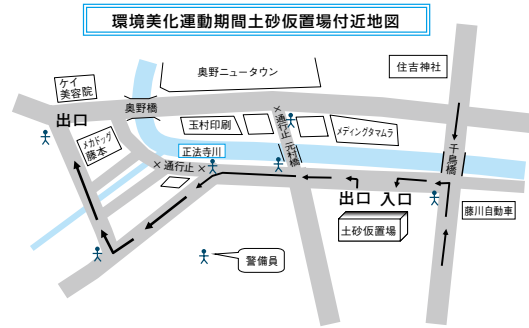 環境美化運動期間土砂仮置場付近地図
奥野ニュータウン
住吉神社
ケイ
美容院
奥野橋
出口
玉村印刷
×通行止
元村橋
メディングタマムラ
メカドック
藤本
正法寺川
×通行止×
千鳥橋
出口
入口
藤川自動車
土砂仮置場
警備員